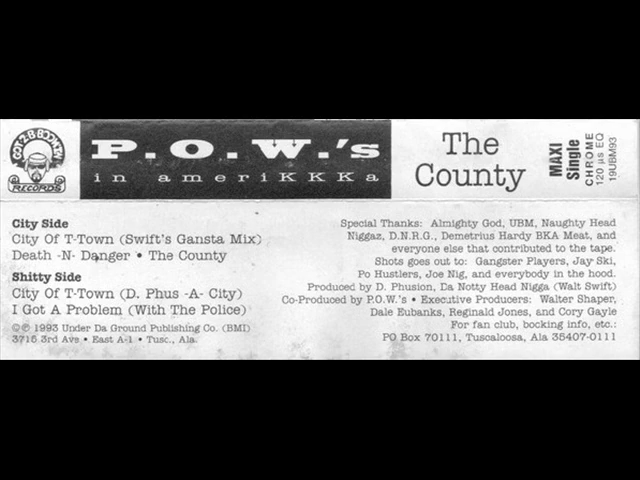 GOT 2-B BOOMIN
RECORDS
P.O.W.'s
in ameriKKKa
The
County
MAXI
Single
CHROME
120 µs EQ
19UBM93
City Side
City Of T-Town (Swift's Gansta Mix)
Death -N- Danger • The County
Shitty Side
City Of T-Town (D. Phus -A- City)
I Got A Problem (With The Police)
©℗ 1993 Under Da Ground Publishing Co. (BMI)
3715 3rd Ave • East A-1 • Tusc., Ala.
Special Thanks: Almighty God, UBM, Naughty Head
Niggaz, D.N.R.G., Demetrius Hardy BKA Meat, and
everyone else that contributed to the tape.
Shots goes out to: Gangster Players, Jay Ski,
Po Hustlers, Joe Nig, and everybody in the hood.
Produced by D. Phusion, Da Notty Head Nigga (Walt Swift)
Co-Produced by P.O.W.'s • Executive Producers: Walter Shaper,
Dale Eubanks, Reginald Jones, and Cory Gayle
For fan club, bocking info, etc.:
PO Box 70111, Tuscaloosa, Ala 35407-0111